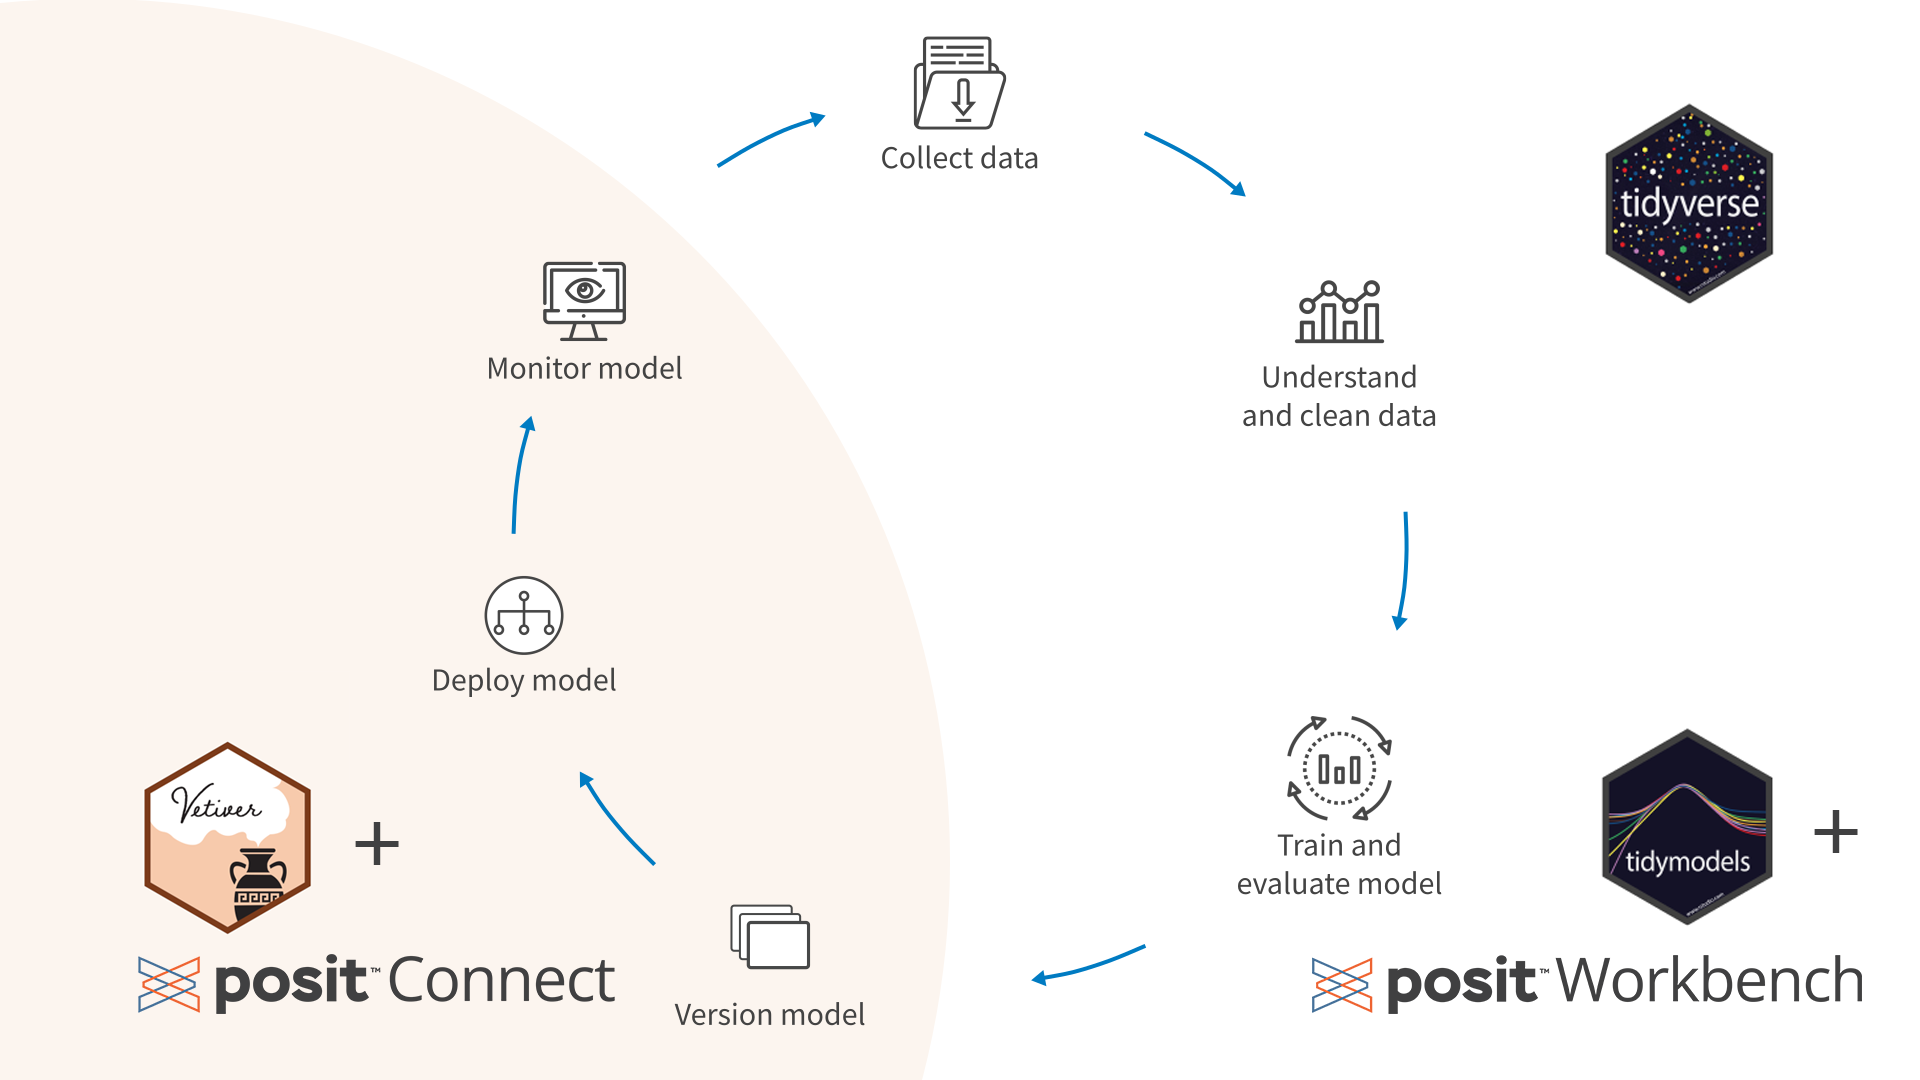 Collect data
tidyverse
Monitor model
Understand
and clean data
Deploy model
Vetiver
+
Train and
evaluate model
tidymodels
+
posit™ Connect
Version model
posit™ Workbench